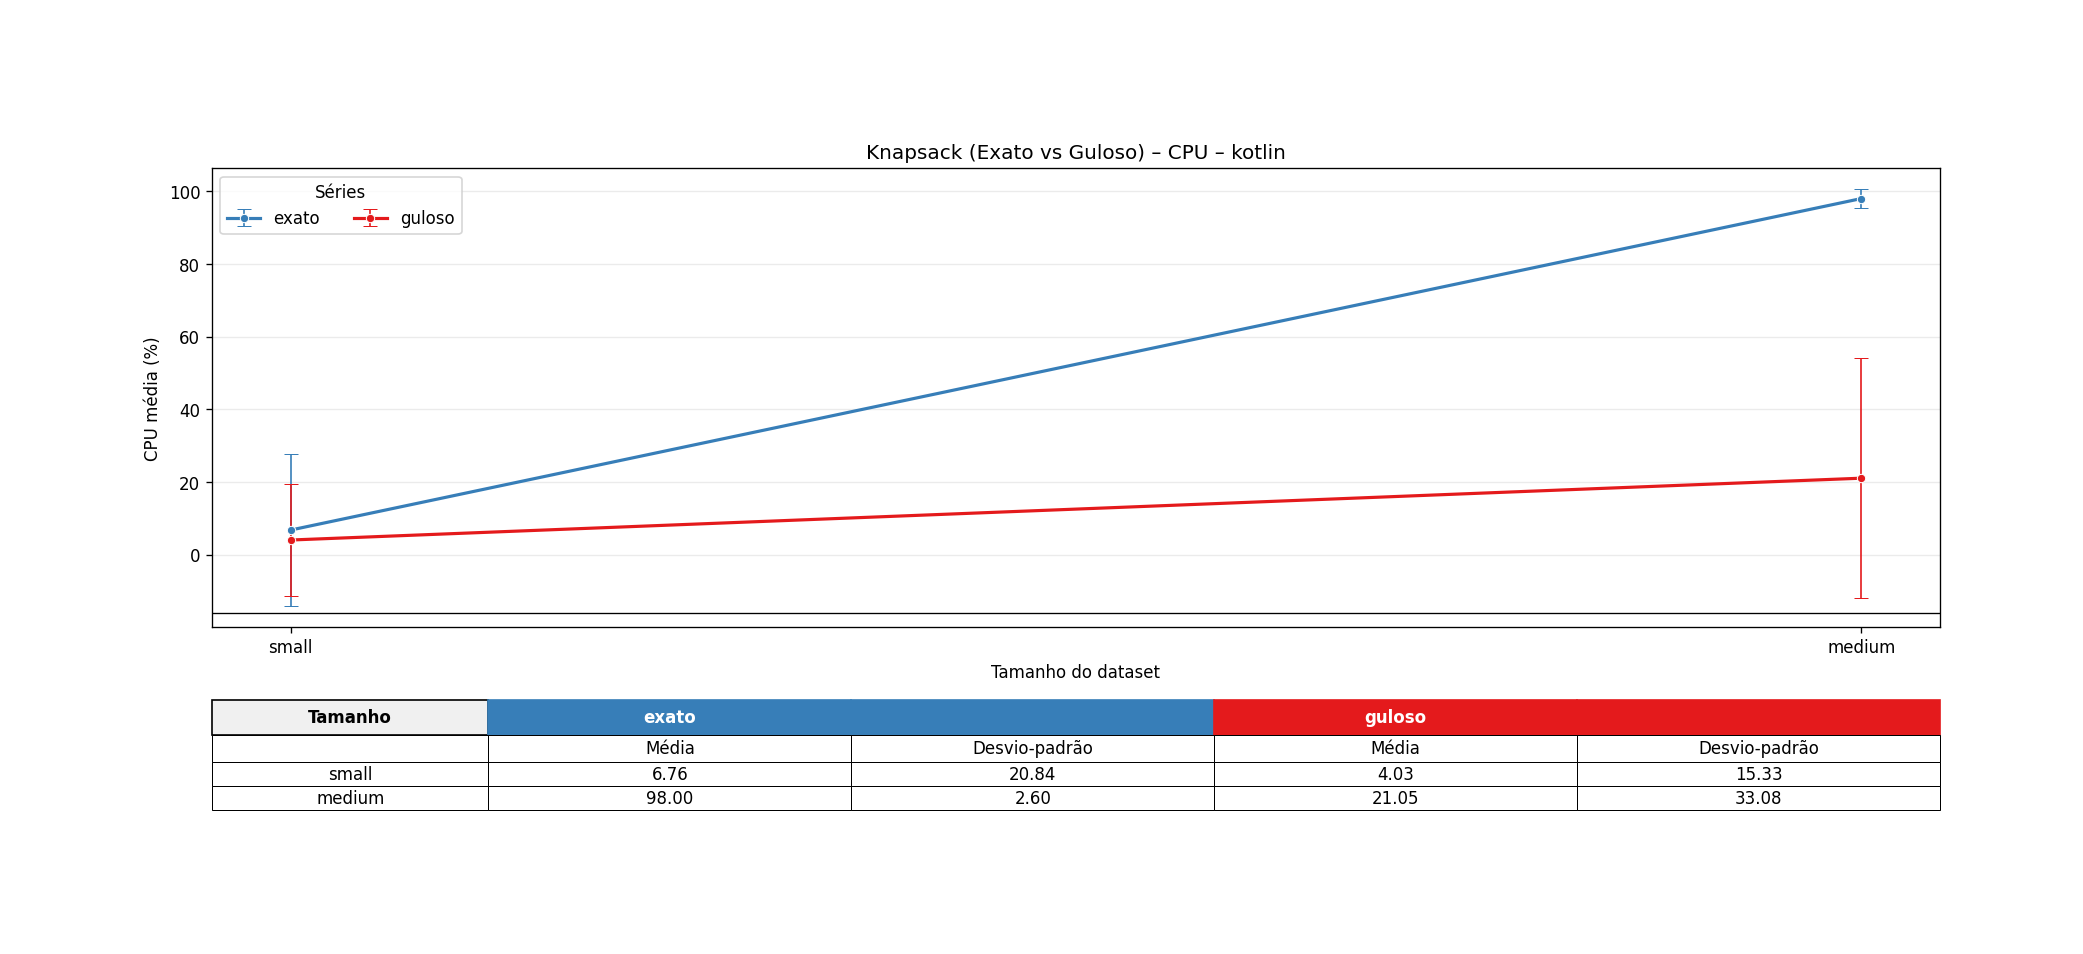 Knapsack (Exato vs Guloso) – CPU – kotlin
Séries
exato guloso
CPU média (%)
100
80
60
40
20
0
small medium
Tamanho do dataset
Tamanho exato guloso
Média Desvio-padrão Média Desvio-padrão
small 6.76 20.84 4.03 15.33
medium 98.00 2.60 21.05 33.08